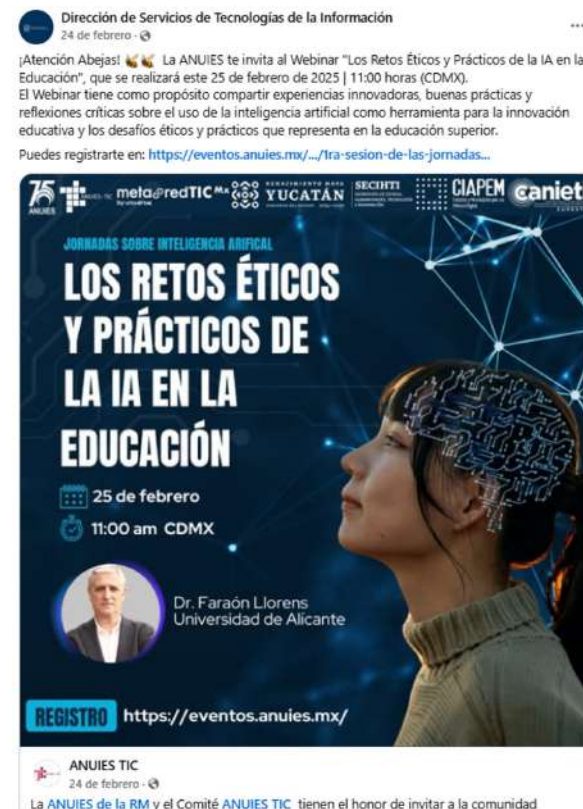 Dirección de Servicios de Tecnologías de la Información
24 de febrero ·
¡Atención Abejas! La ANUIES te invita al Webinar "Los Retos Éticos y Prácticos de la IA en la
Educación", que se realizará este 25 de febrero de 2025 | 11:00 horas (CDMX).
El Webinar tiene como propósito compartir experiencias innovadoras, buenas prácticas y
reflexiones críticas sobre el uso de la inteligencia artificial como herramienta para la innovación
educativa y los desafíos éticos y prácticos que representa en la educación superior.
Puedes registrarte en: https://eventos.anuies.mx/.../1ra-sesion-de-las-jornadas...
75 ANUIES ANUIES-TIC metaredTIC Mx RENACIMIENTO MAYA YUCATÁN SECIHTI CIAPEM canieti
JORNADAS SOBRE INTELIGENCIA ARIFICAL
LOS RETOS ÉTICOS
Y PRÁCTICOS DE
LA IA EN LA
EDUCACIÓN
25 de febrero
11:00 am CDMX
Dr. Faraón Llorens
Universidad de Alicante
REGISTRO https://eventos.anuies.mx/
ANUIES TIC
24 de febrero ·
La ANUIES de la RM y el Comité ANUIES TIC tienen el honor de invitar a la comunidad